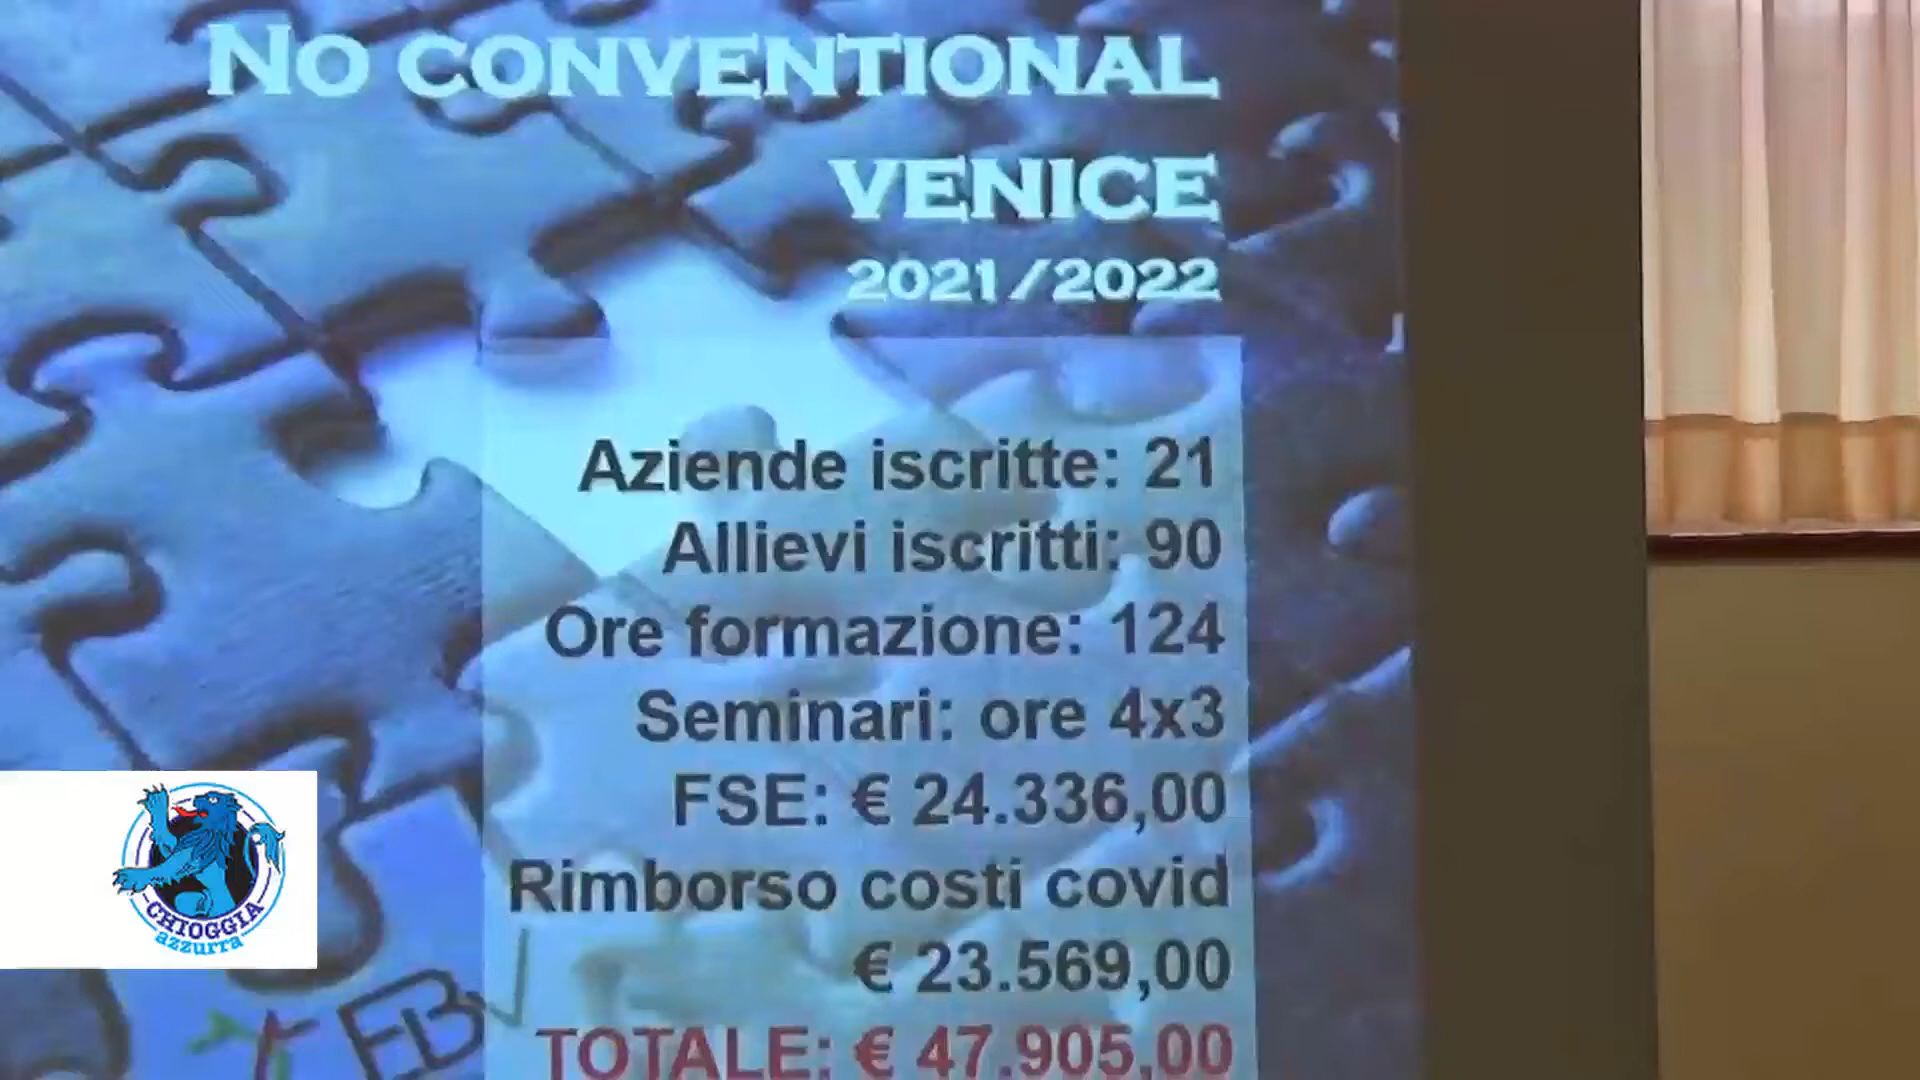 NO CONVENTIONAL
VENICE
2021/2022
Aziende iscritte: 21
Allievi iscritti: 90
Ore formazione: 124
Seminari: ore 4x3
FSE: € 24.336,00
Rimborso costi covid
€ 23.569,00
TOTALE: € 47.905,00
CHIOGGIA
azzurra